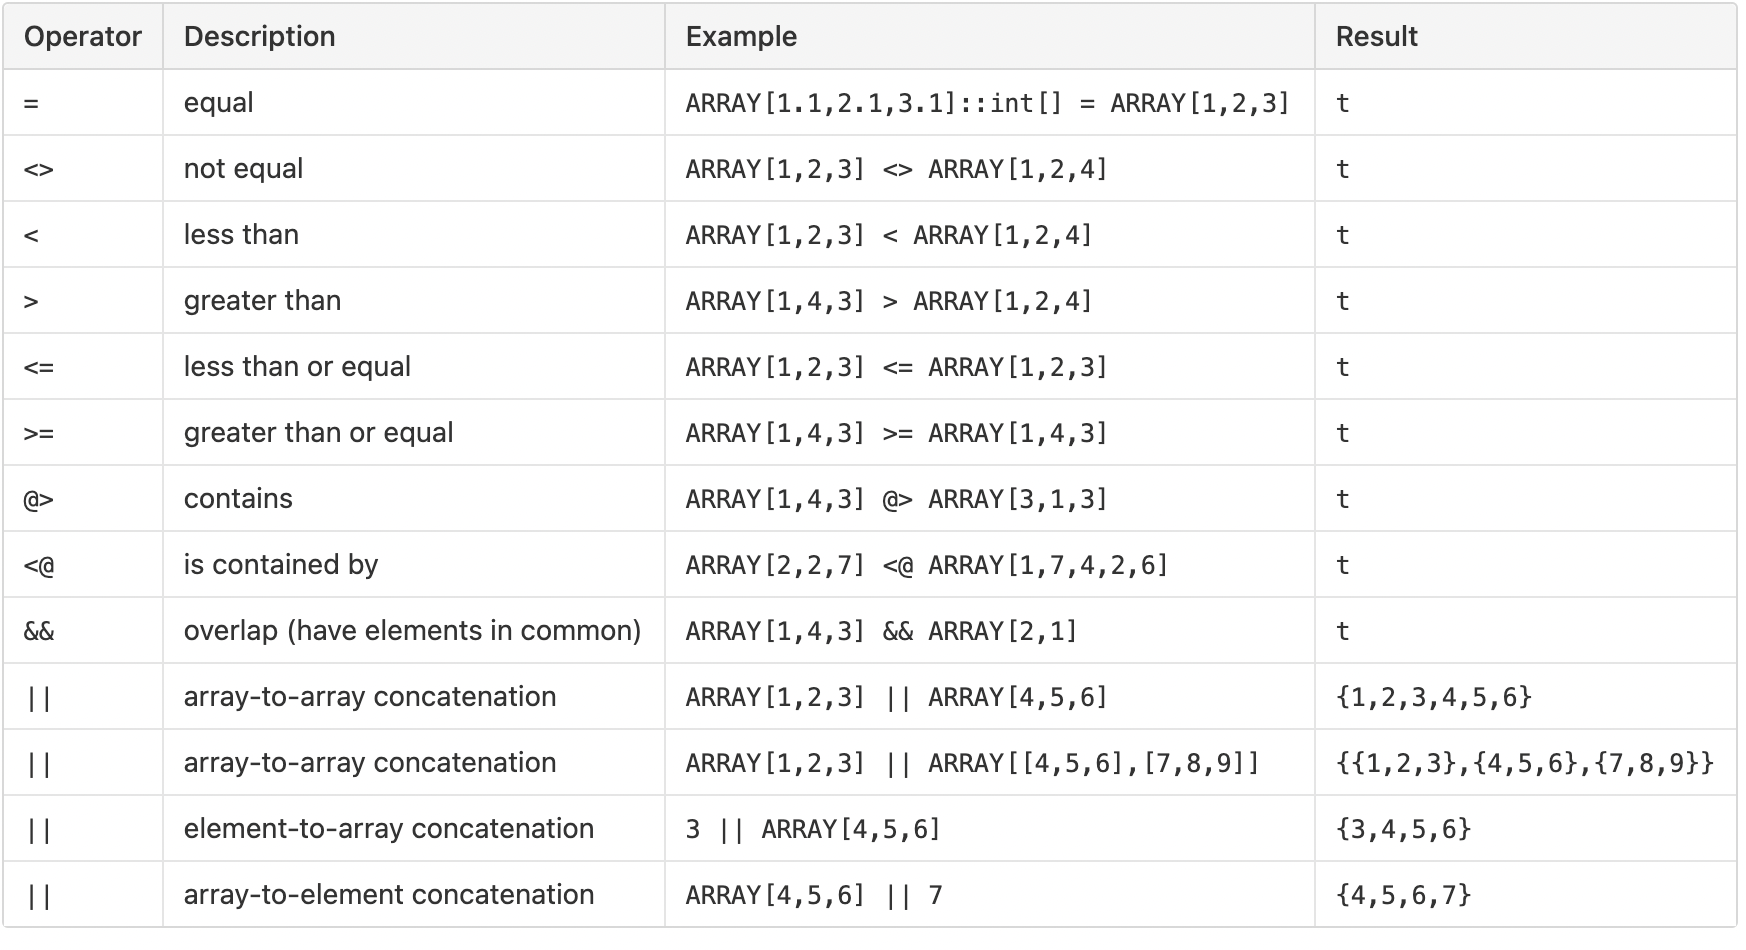 Operator Description Example Result
= equal ARRAY[1.1,2.1,3.1]::int[] = ARRAY[1,2,3] t
<> not equal ARRAY[1,2,3] <> ARRAY[1,2,4] t
< less than ARRAY[1,2,3] < ARRAY[1,2,4] t
> greater than ARRAY[1,4,3] > ARRAY[1,2,4] t
<= less than or equal ARRAY[1,2,3] <= ARRAY[1,2,3] t
>= greater than or equal ARRAY[1,4,3] >= ARRAY[1,4,3] t
@> contains ARRAY[1,4,3] @> ARRAY[3,1,3] t
<@ is contained by ARRAY[2,2,7] <@ ARRAY[1,7,4,2,6] t
&& overlap (have elements in common) ARRAY[1,4,3] && ARRAY[2,1] t
|| array-to-array concatenation ARRAY[1,2,3] || ARRAY[4,5,6] {1,2,3,4,5,6}
|| array-to-array concatenation ARRAY[1,2,3] || ARRAY[[4,5,6],[7,8,9]] {{1,2,3},{4,5,6},{7,8,9}}
|| element-to-array concatenation 3 || ARRAY[4,5,6] {3,4,5,6}
|| array-to-element concatenation ARRAY[4,5,6] || 7 {4,5,6,7}